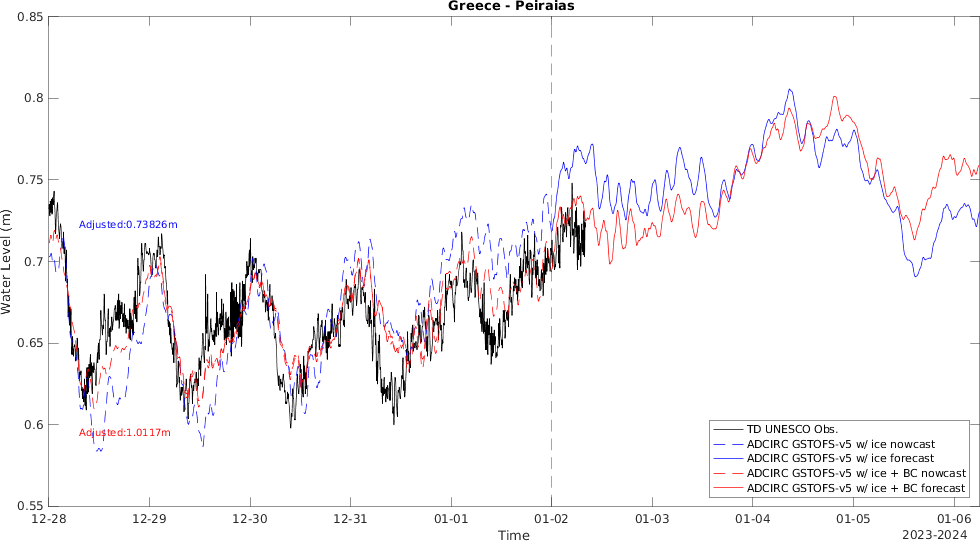 Greece - Peiraias
0.85
0.8
0.75
0.7
0.65
0.6
0.55
Water Level (m)
Adjusted:0.73826m
Adjusted:1.0117m
TD UNESCO Obs.
ADCIRC GSTOFS-v5 w/ ice nowcast
ADCIRC GSTOFS-v5 w/ ice forecast
ADCIRC GSTOFS-v5 w/ ice + BC nowcast
ADCIRC GSTOFS-v5 w/ ice + BC forecast
12-28 12-29 12-30 12-31 01-01 01-02 01-03 01-04 01-05 01-06
Time
2023-2024